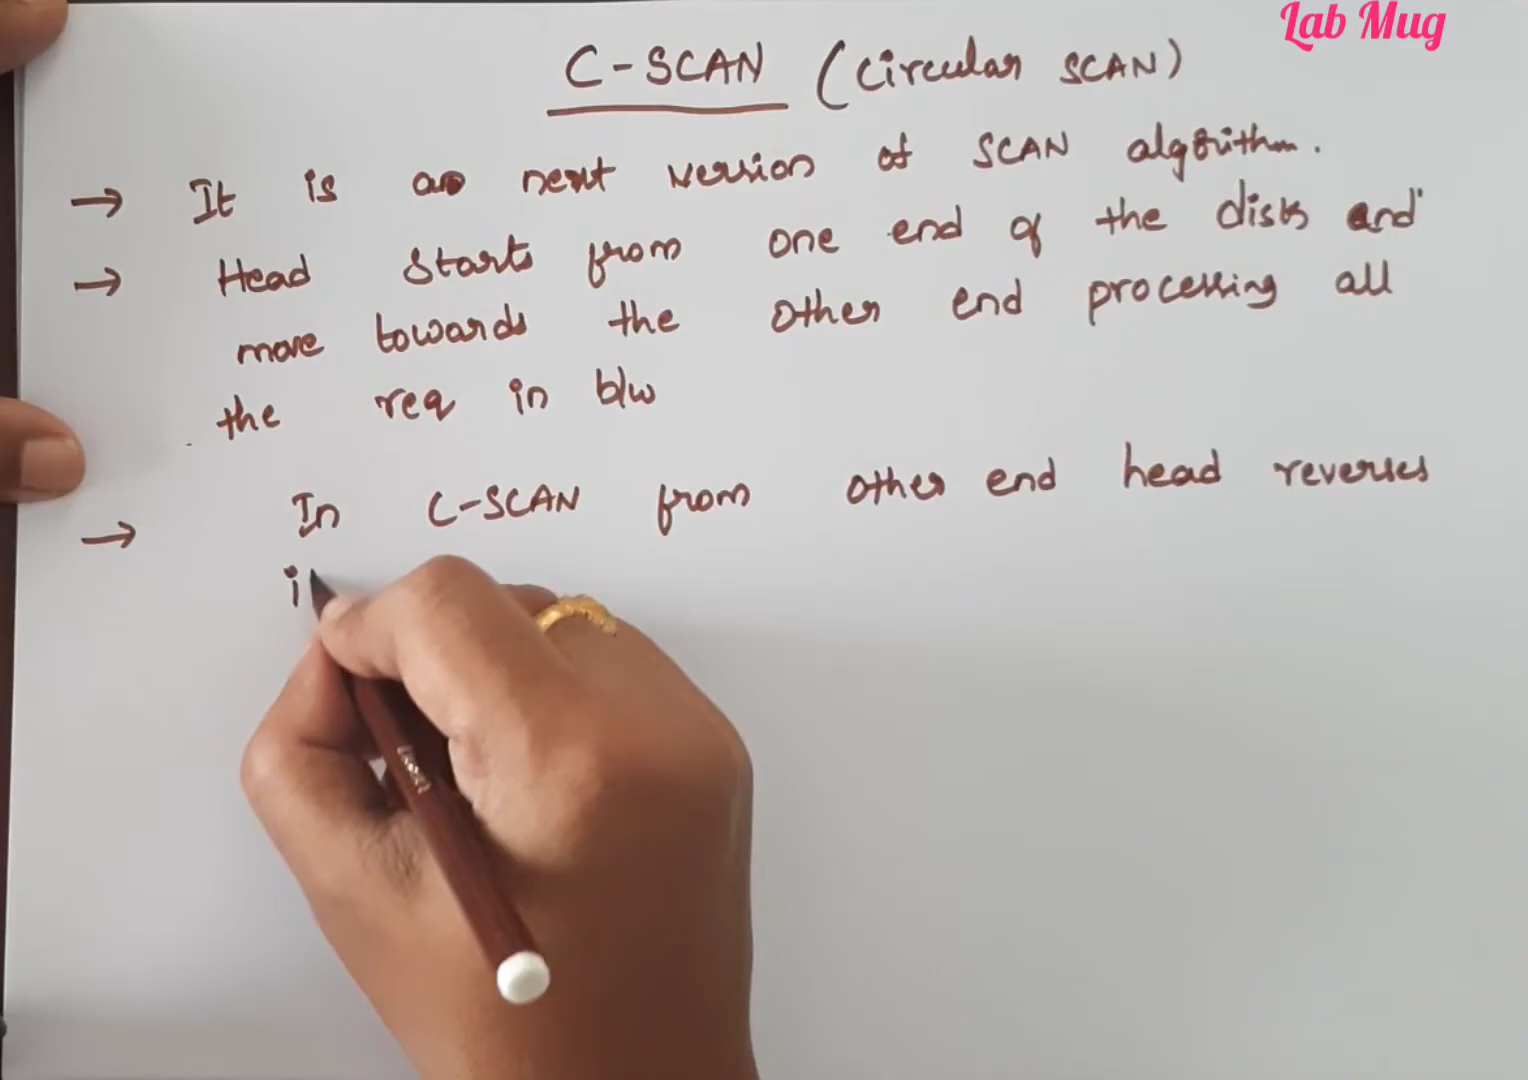 Lab Mug
C-SCAN (Circular SCAN)
→ It is an next version of SCAN algorithm.
→ Head starts from one end of the disk and
move towards the other end processing all
the req in b/w
→ In C-SCAN from other end head reverses
i